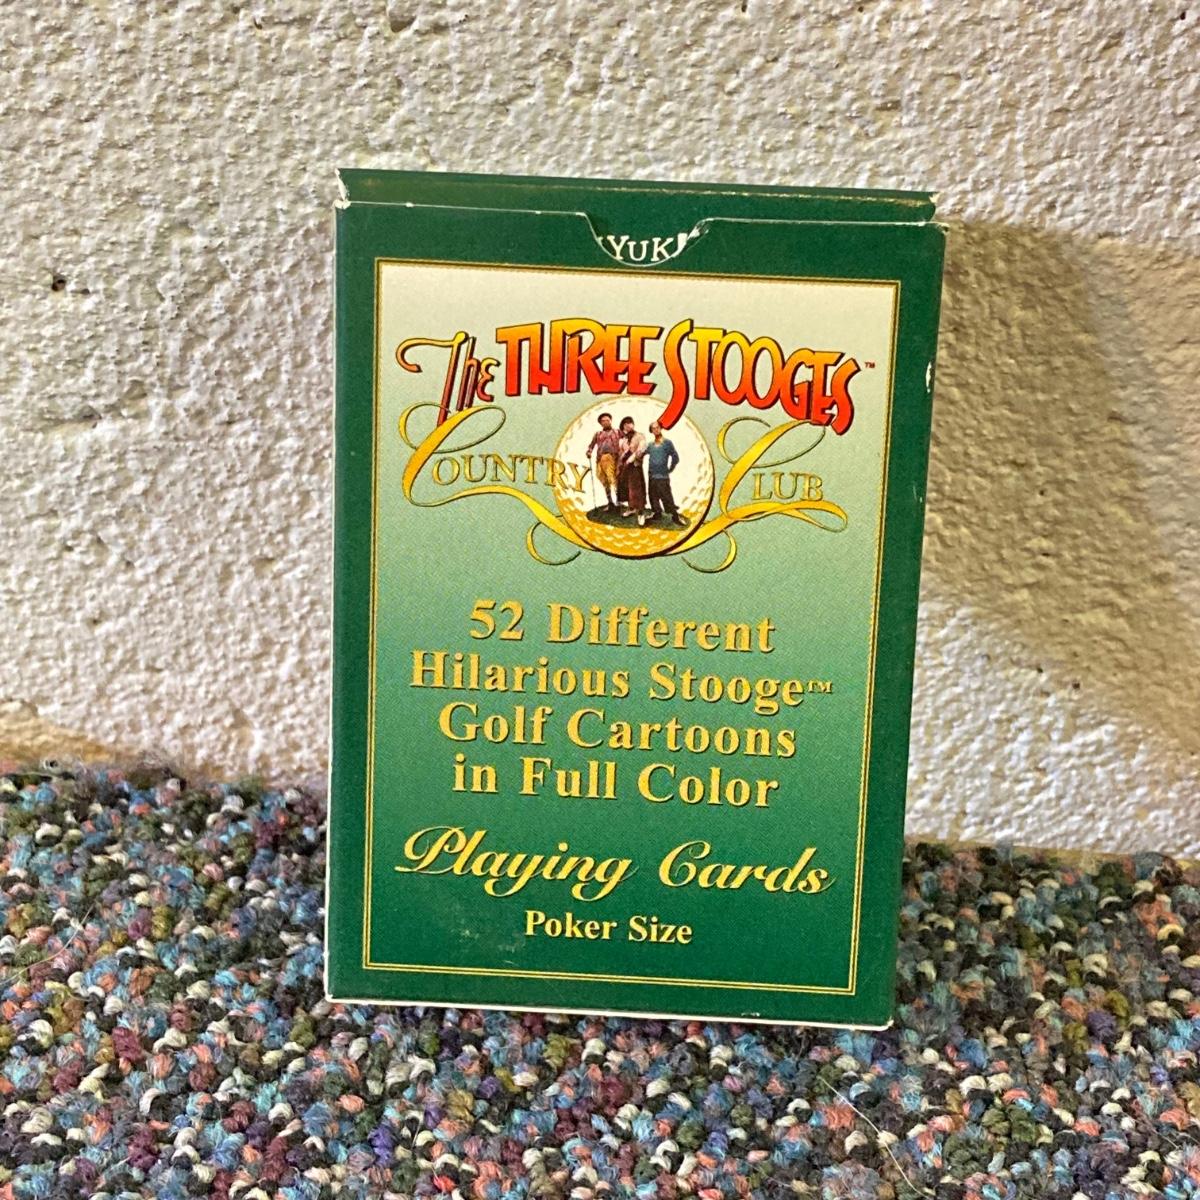 YUK
The THREE STOOGES™
COUNTRY CLUB
52 Different
Hilarious Stooge™
Golf Cartoons
in Full Color
Playing Cards
Poker Size